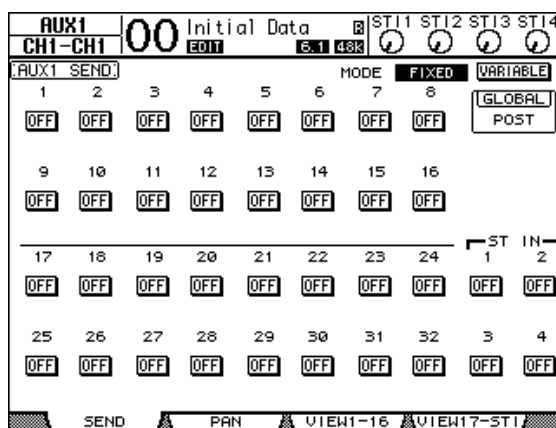 AUX1
CH1-CH1
00
Initial Data
EDIT
R
6.1
48k
STI1 STI2 STI3 STI4
AUX1 SEND
MODE FIXED VARIABLE
GLOBAL
POST
1 2 3 4 5 6 7 8
OFF OFF OFF OFF OFF OFF OFF OFF
9 10 11 12 13 14 15 16
OFF OFF OFF OFF OFF OFF OFF OFF
ST IN
17 18 19 20 21 22 23 24 1 2
OFF OFF OFF OFF OFF OFF OFF OFF OFF OFF
25 26 27 28 29 30 31 32 3 4
OFF OFF OFF OFF OFF OFF OFF OFF OFF OFF
SEND PAN VIEW1-16 VIEW17-STI